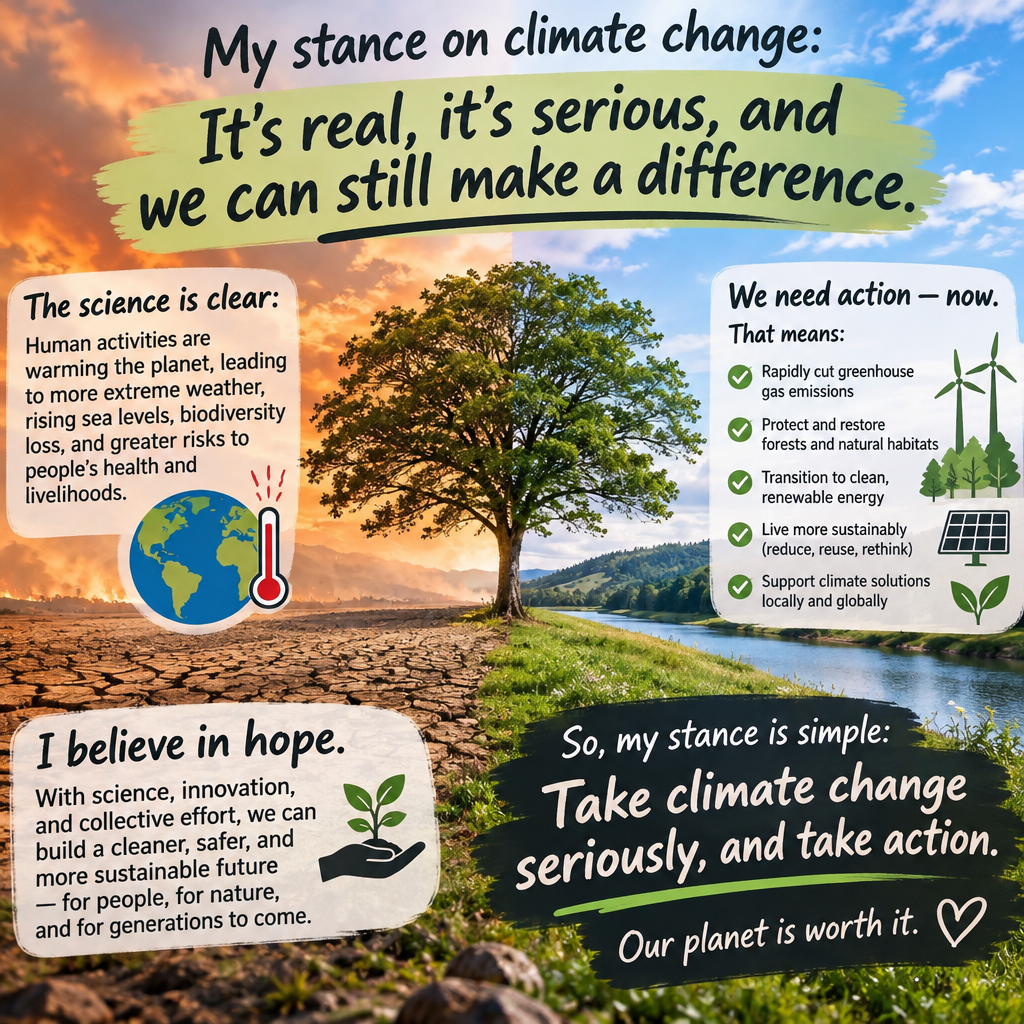 My stance on climate change:
It's real, it's serious, and
we can still make a difference.
The science is clear:
Human activities are
warming the planet, leading
to more extreme weather,
rising sea levels, biodiversity
loss, and greater risks to
people's health and
livelihoods.
We need action — now.
That means:
Rapidly cut greenhouse
gas emissions
Protect and restore
forests and natural habitats
Transition to clean,
renewable energy
Live more sustainably
(reduce, reuse, rethink)
Support climate solutions
locally and globally
I believe in hope.
With science, innovation,
and collective effort, we can
build a cleaner, safer, and
more sustainable future
— for people, for nature,
and for generations to come.
So, my stance is simple:
Take climate change
seriously, and take action.
Our planet is worth it.